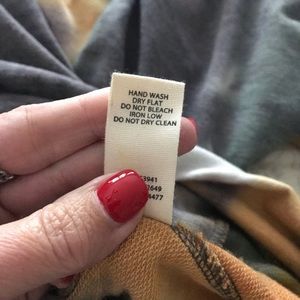 HAND WASH
DRY FLAT
DO NOT BLEACH
IRON LOW
DO NOT DRY CLEAN